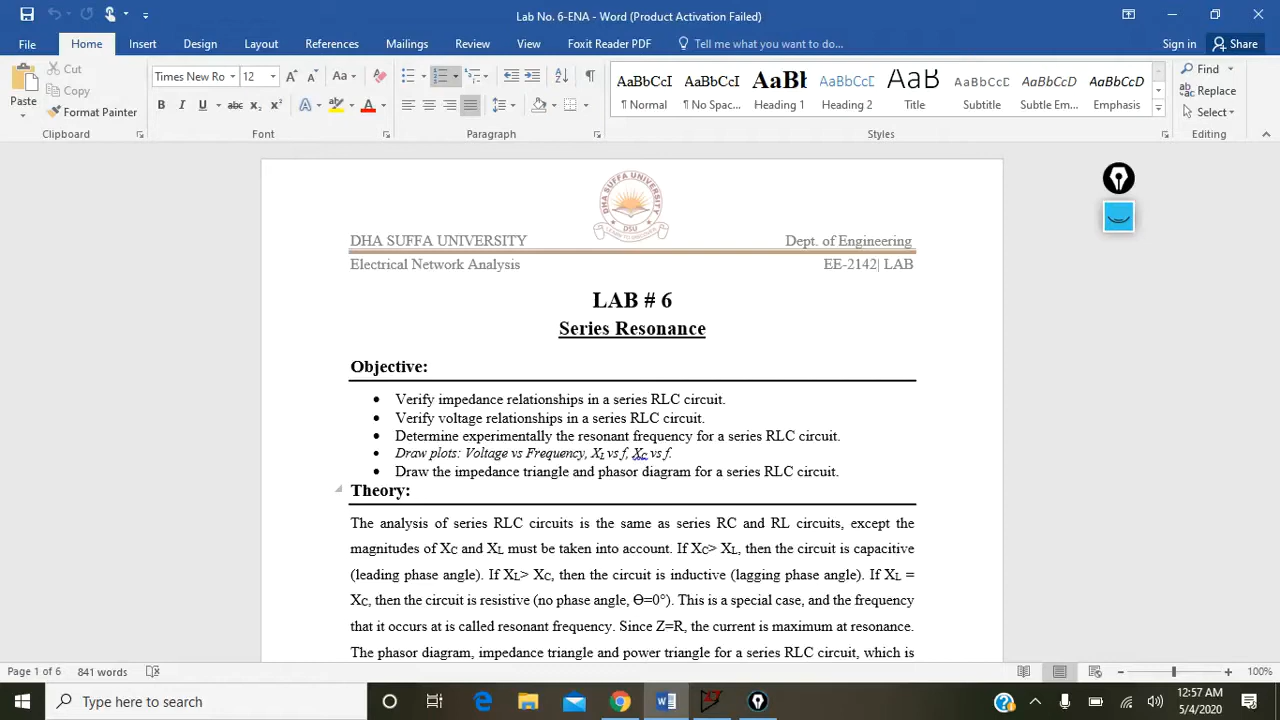 Lab No. 6-ENA - Word (Product Activation Failed)
File Home Insert Design Layout References Mailings Review View Foxit Reader PDF Tell me what you want to do... Sign in Share
Paste
Cut
Copy
Format Painter
Clipboard
Times New Ro 12
Font
Paragraph
AaBbCcI AaBbCcI AaBb AaBbCcD AaB AaBbCcD AaBbCcD AaBbCcD
¶ Normal ¶ No Spac... Heading 1 Heading 2 Title Subtitle Subtle Em... Emphasis
Styles
Find
Replace
Select
Editing
DHA SUFFA UNIVERSITY
DSU
DHA SUFFA UNIVERSITY Dept. of Engineering
Electrical Network Analysis EE-2142| LAB
LAB # 6
Series Resonance
Objective:
• Verify impedance relationships in a series RLC circuit.
• Verify voltage relationships in a series RLC circuit.
• Determine experimentally the resonant frequency for a series RLC circuit.
• Draw plots: Voltage vs Frequency, XL vs f, XC vs f.
• Draw the impedance triangle and phasor diagram for a series RLC circuit.
Theory:
The analysis of series RLC circuits is the same as series RC and RL circuits, except the
magnitudes of XC and XL must be taken into account. If XC> XL, then the circuit is capacitive
(leading phase angle). If XL> XC, then the circuit is inductive (lagging phase angle). If XL =
XC, then the circuit is resistive (no phase angle, Ө=0°). This is a special case, and the frequency
that it occurs at is called resonant frequency. Since Z=R, the current is maximum at resonance.
The phasor diagram, impedance triangle and power triangle for a series RLC circuit, which is
Page 1 of 6 841 words 100%
Type here to search
12:57 AM
5/4/2020